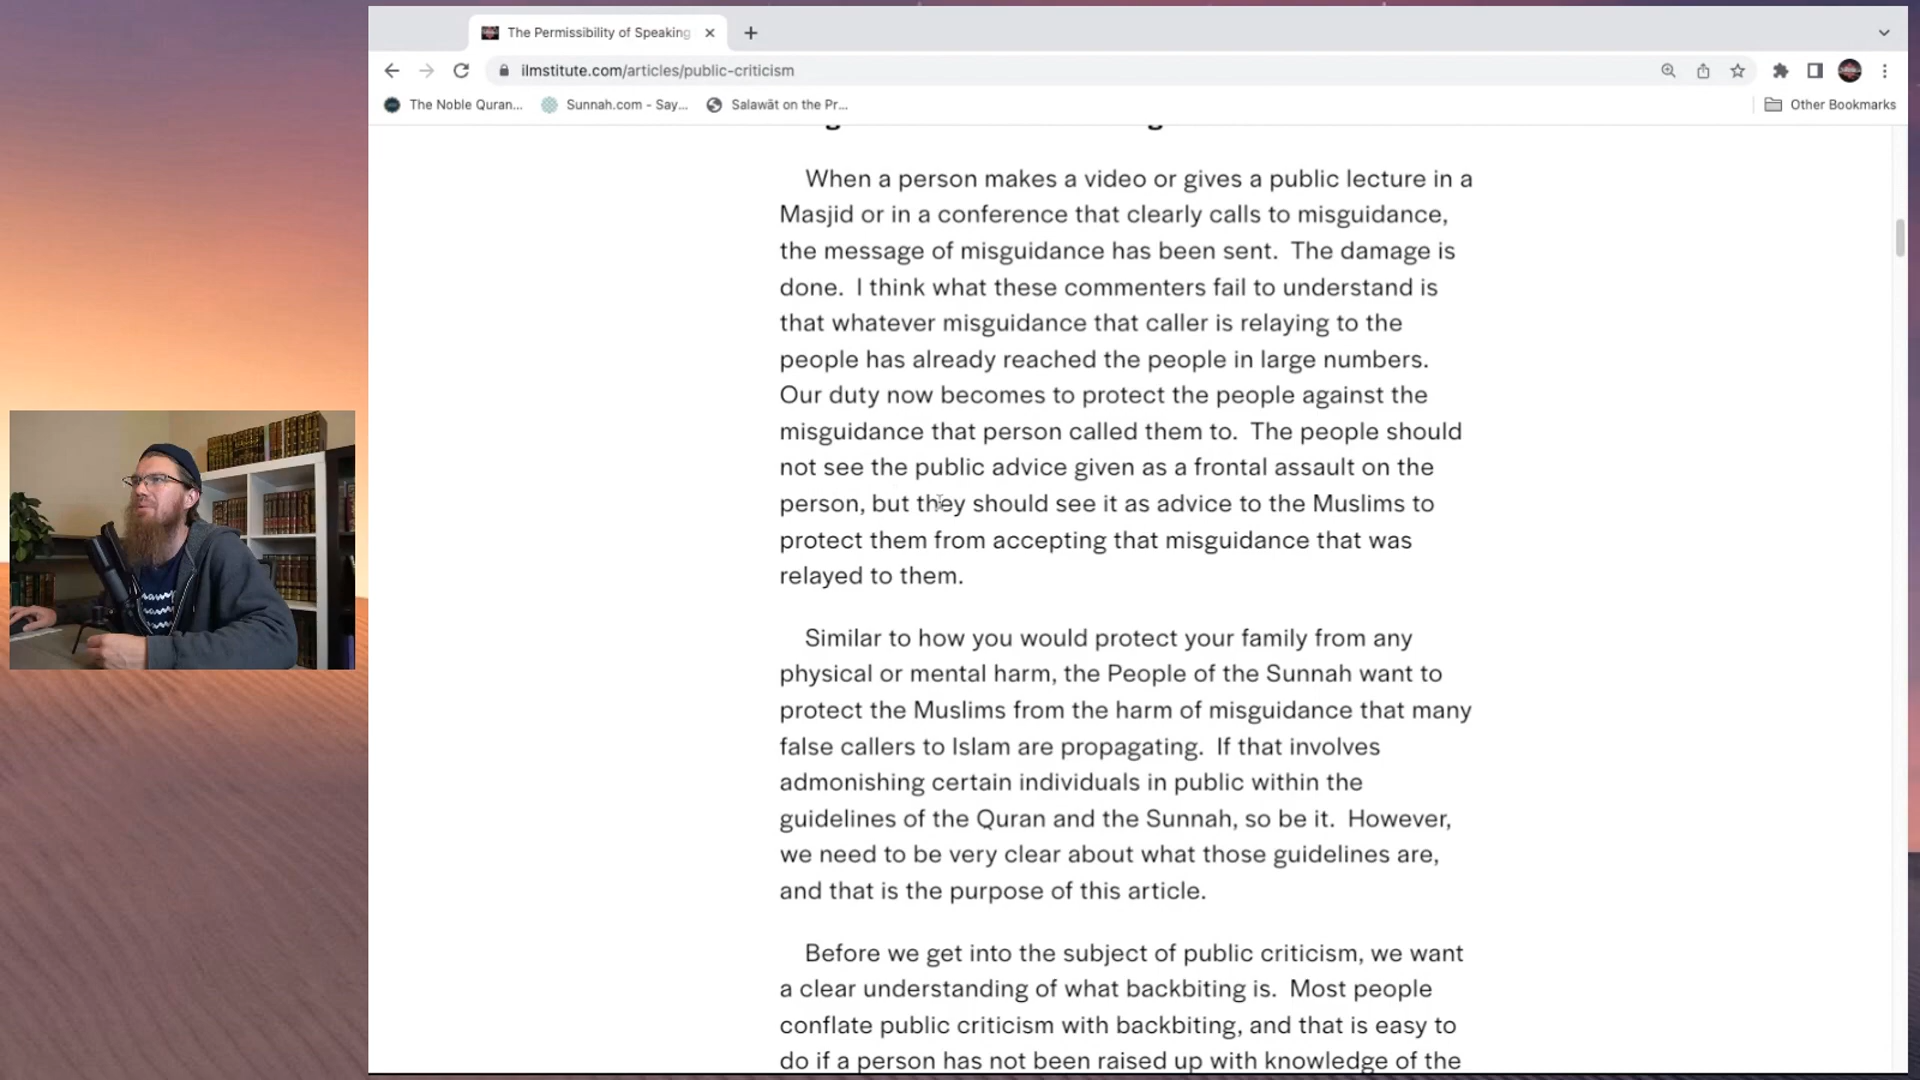 The Permissibility of Speaking
ilmstitute.com/articles/public-criticism
The Noble Quran...
Sunnah.com - Say...
Salawāt on the Pr...
Other Bookmarks
When a person makes a video or gives a public lecture in a
Masjid or in a conference that clearly calls to misguidance,
the message of misguidance has been sent. The damage is
done. I think what these commenters fail to understand is
that whatever misguidance that caller is relaying to the
people has already reached the people in large numbers.
Our duty now becomes to protect the people against the
misguidance that person called them to. The people should
not see the public advice given as a frontal assault on the
person, but they should see it as advice to the Muslims to
protect them from accepting that misguidance that was
relayed to them.
Similar to how you would protect your family from any
physical or mental harm, the People of the Sunnah want to
protect the Muslims from the harm of misguidance that many
false callers to Islam are propagating. If that involves
admonishing certain individuals in public within the
guidelines of the Quran and the Sunnah, so be it. However,
we need to be very clear about what those guidelines are,
and that is the purpose of this article.
Before we get into the subject of public criticism, we want
a clear understanding of what backbiting is. Most people
conflate public criticism with backbiting, and that is easy to
do if a person has not been raised up with knowledge of the